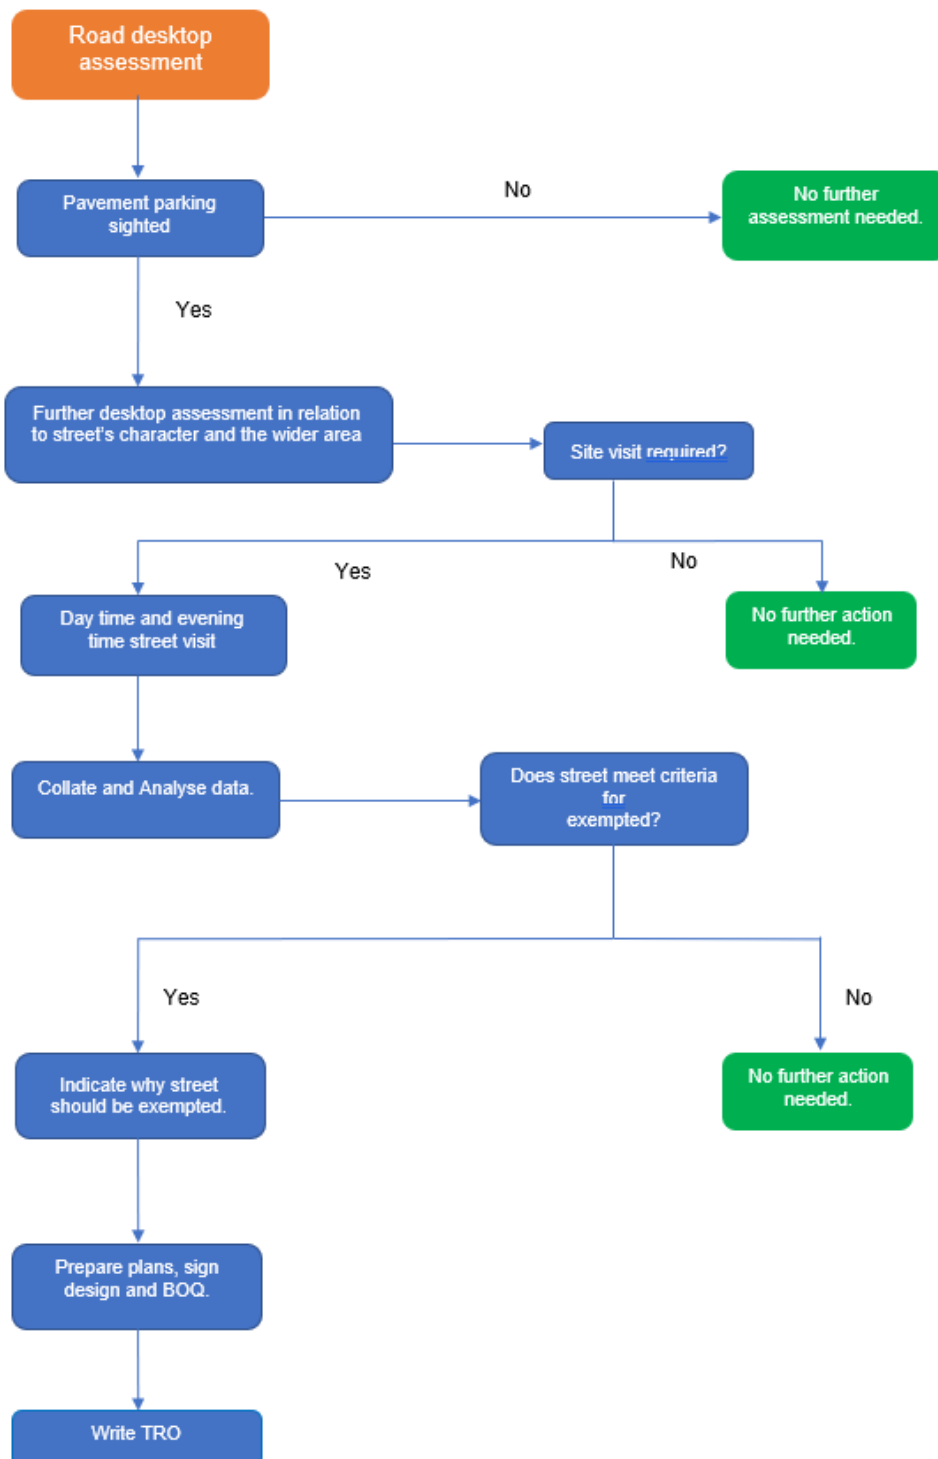 Road desktop
assessment
Pavement parking
sighted
No
No further
assessment needed.
Yes
Further desktop assessment in relation
to street's character and the wider area
Site visit required?
Yes
No
Day time and evening
time street visit
No further action
needed.
Collate and Analyse data.
Does street meet criteria
for
exempted?
Yes
No
Indicate why street
should be exempted.
No further action
needed.
Prepare plans, sign
design and BOQ.
Write TRO